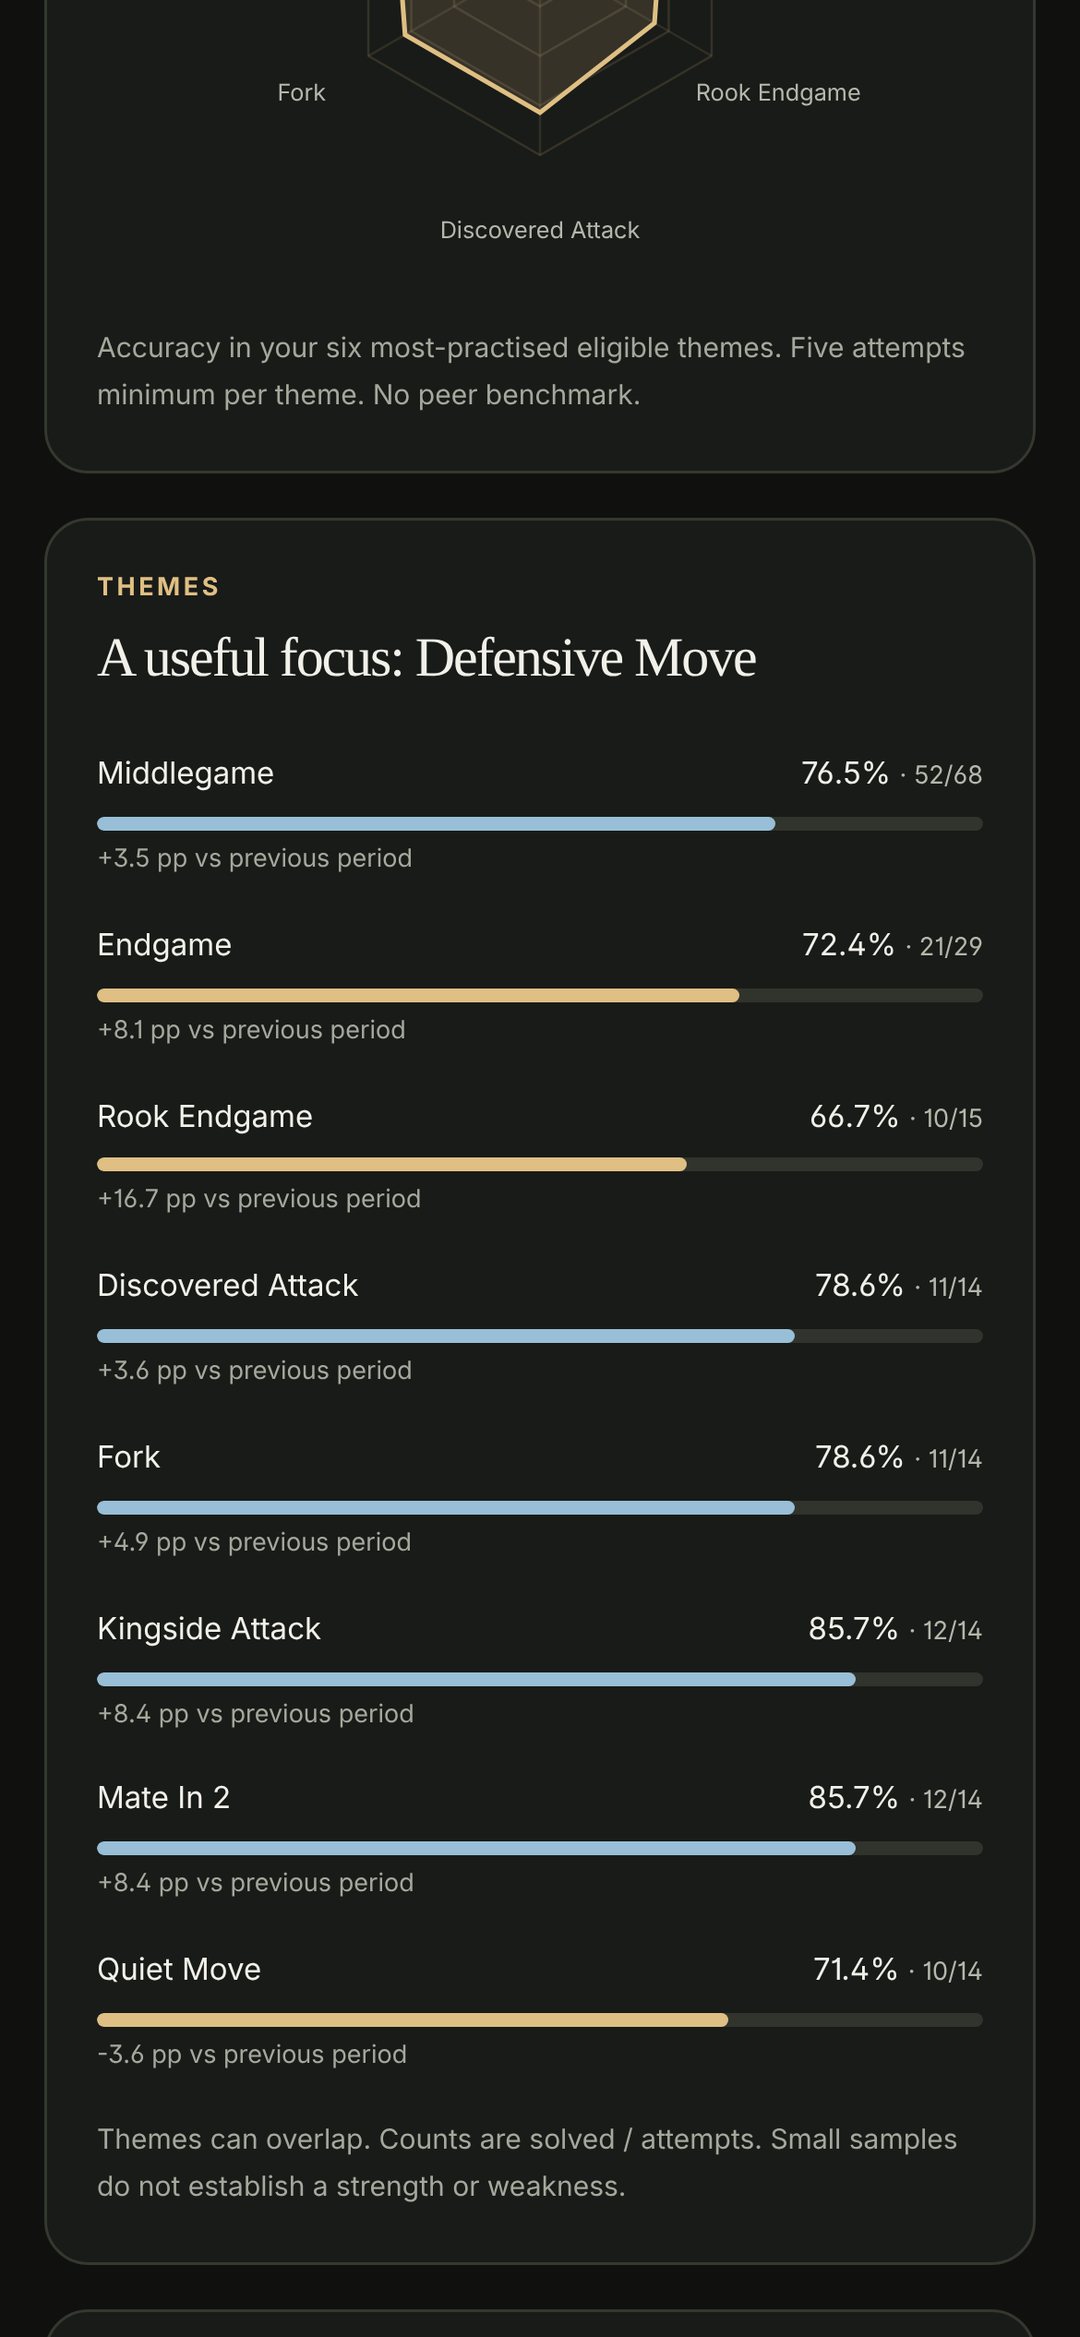 Fork
Rook Endgame
Discovered Attack
Accuracy in your six most-practised eligible themes. Five attempts
minimum per theme. No peer benchmark.
THEMES
A useful focus: Defensive Move
Middlegame
76.5% · 52/68
+3.5 pp vs previous period
Endgame
72.4% · 21/29
+8.1 pp vs previous period
Rook Endgame
66.7% · 10/15
+16.7 pp vs previous period
Discovered Attack
78.6% · 11/14
+3.6 pp vs previous period
Fork
78.6% · 11/14
+4.9 pp vs previous period
Kingside Attack
85.7% · 12/14
+8.4 pp vs previous period
Mate In 2
85.7% · 12/14
+8.4 pp vs previous period
Quiet Move
71.4% · 10/14
-3.6 pp vs previous period
Themes can overlap. Counts are solved / attempts. Small samples
do not establish a strength or weakness.